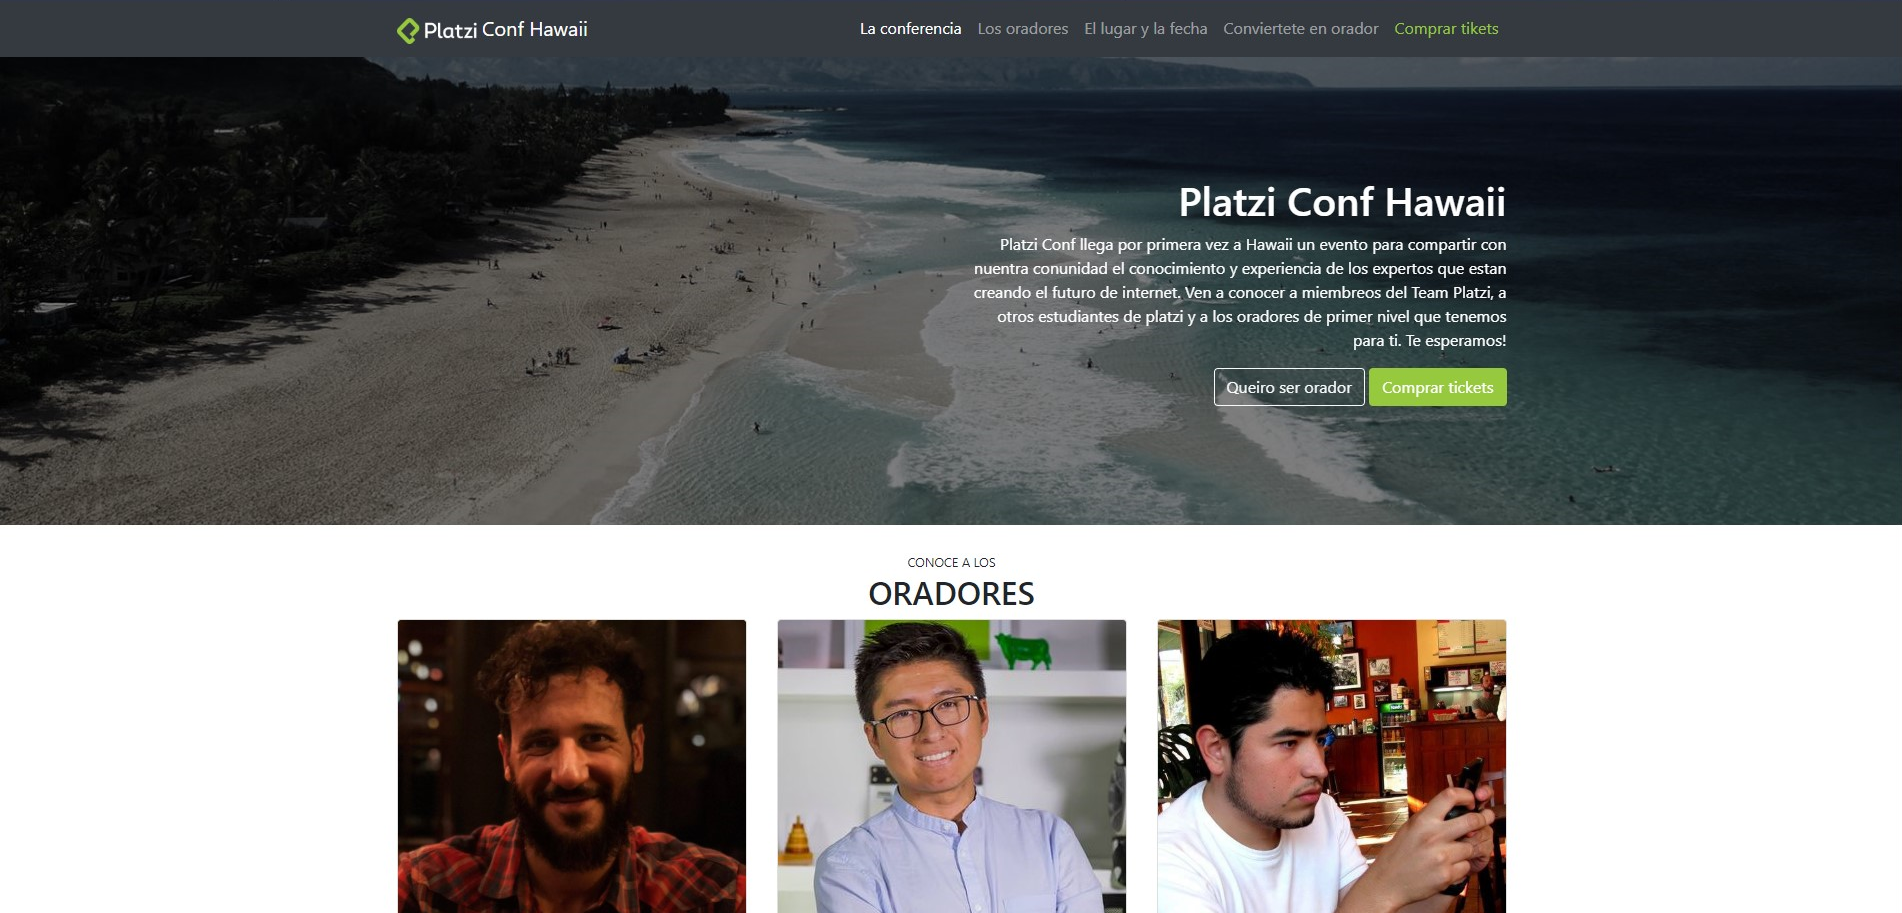 Platzi Conf Hawaii
La conferencia Los oradores El lugar y la fecha Conviertete en orador Comprar tikets
Platzi Conf Hawaii
Platzi Conf llega por primera vez a Hawaii un evento para compartir con
nuentra conunidad el conocimiento y experiencia de los expertos que estan
creando el futuro de internet. Ven a conocer a miembreos del Team Platzi, a
otros estudiantes de platzi y a los oradores de primer nivel que tenemos
para ti. Te esperamos!
Queiro ser orador Comprar tickets
CONOCE A LOS
ORADORES